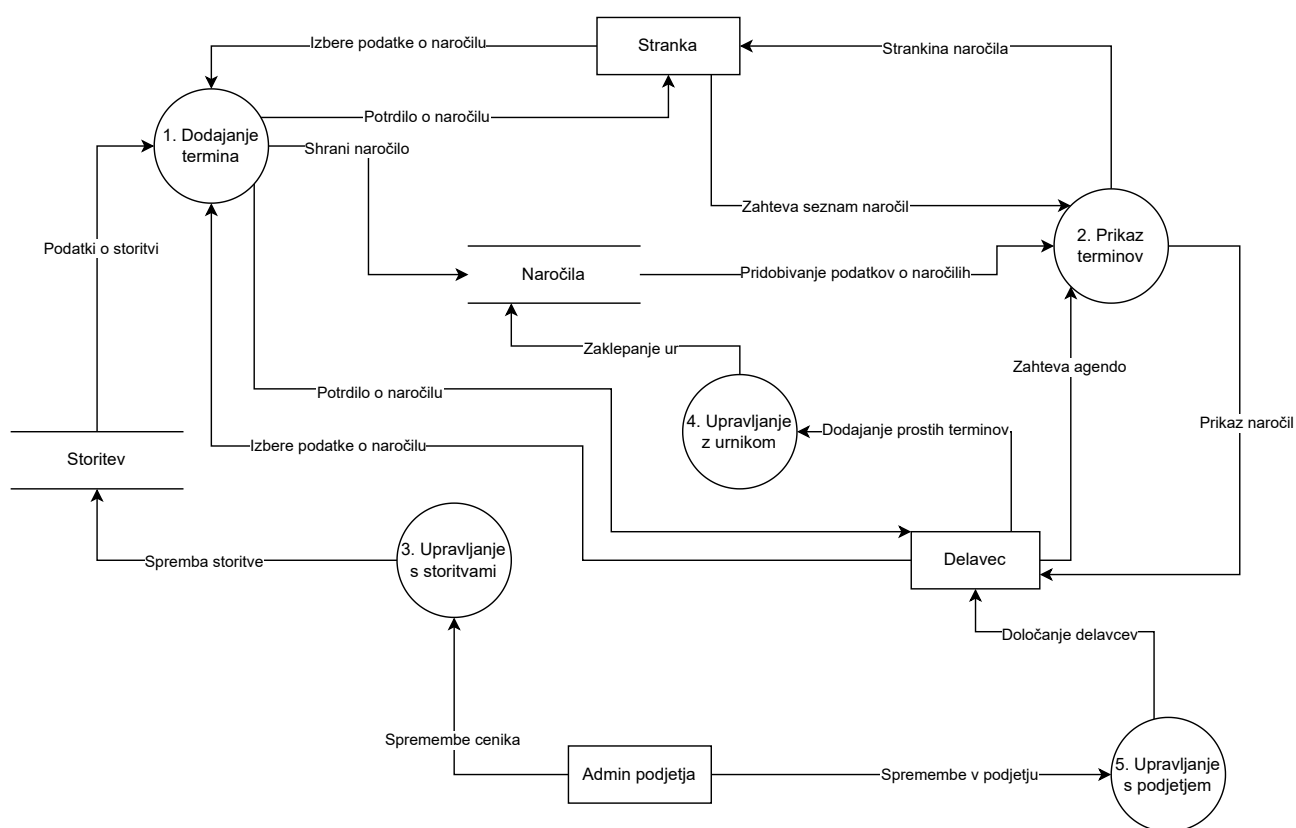 Izbere podatke o naročilu
Stranka
Strankina naročila
Potrdilo o naročilu
1. Dodajanje
termina
Shrani naročilo
Zahteva seznam naročil
Podatki o storitvi
2. Prikaz
terminov
Naročila
Pridobivanje podatkov o naročilih
Zaklepanje ur
Zahteva agendo
Potrdilo o naročilu
4. Upravljanje
z urnikom
Dodajanje prostih terminov
Prikaz naročil
Izbere podatke o naročilu
Storitev
3. Upravljanje
s storitvami
Spremba storitve
Delavec
Določanje delavcev
Spremembe cenika
Admin podjetja
Spremembe v podjetju
5. Upravljanje
s podjetjem